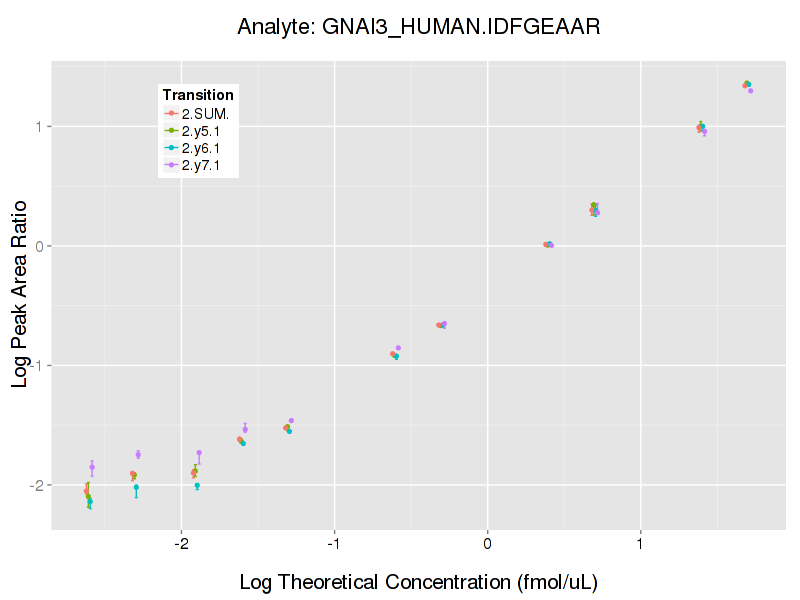 Analyte: GNAI3_HUMAN.IDFGEAAR
Log Peak Area Ratio
1
0
-1
-2
Transition
2.SUM.
2.y5.1
2.y6.1
2.y7.1
-2 -1 0 1
Log Theoretical Concentration (fmol/uL)